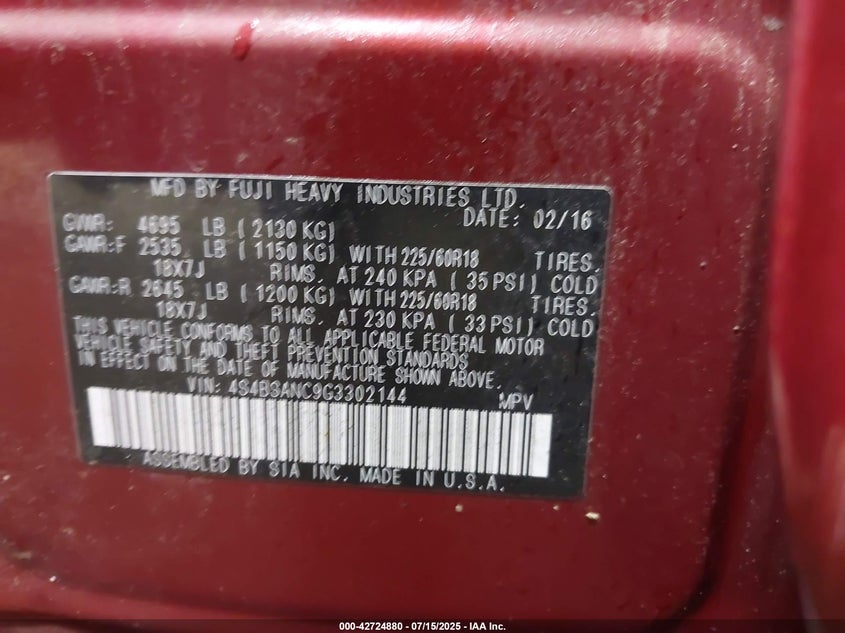 MFD BY FUJI HEAVY INDUSTRIES LTD.
DATE: 02/16
GVWR: 4695 LB ( 2130 KG)
GAWR:F 2535 LB ( 1150 KG) WITH 225/60R18 TIRES.
18X7J RIMS. AT 240 KPA ( 35 PSI) COLD
GAWR:R 2645 LB ( 1200 KG) WITH 225/60R18 TIRES.
18X7J RIMS. AT 230 KPA ( 33 PSI) COLD
THIS VEHICLE CONFORMS TO ALL APPLICABLE FEDERAL MOTOR
VEHICLE SAFETY AND THEFT PREVENTION STANDARDS
IN EFFECT ON THE DATE OF MANUFACTURE SHOWN ABOVE.
VIN: 4S4BSANC9G3302144 MPV
ASSEMBLED BY SIA INC. MADE IN U.S.A.
000-42724880 - 07/15/2025 - IAA Inc.